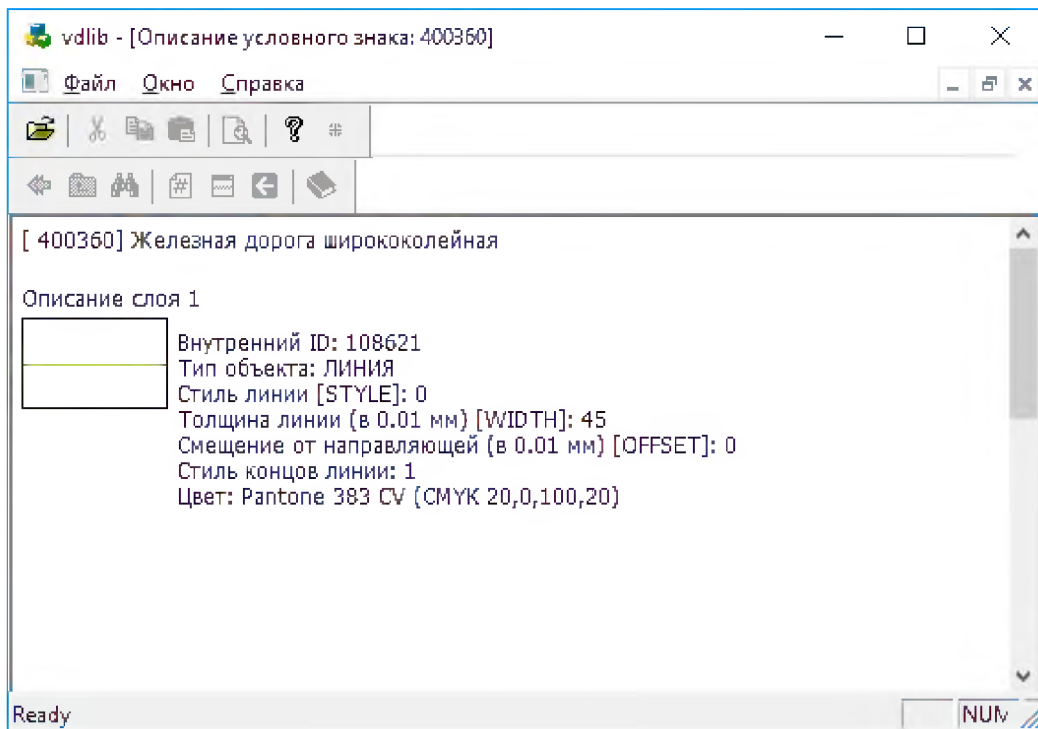 vdlib - [Описание условного знака: 400360]
Файл Окно Справка
[ 400360] Железная дорога ширококолейная
Описание слоя 1
Внутренний ID: 108621
Тип объекта: ЛИНИЯ
Стиль линии [STYLE]: 0
Толщина линии (в 0.01 мм) [WIDTH]: 45
Смещение от направляющей (в 0.01 мм) [OFFSET]: 0
Стиль концов линии: 1
Цвет: Pantone 383 CV (CMYK 20,0,100,20)
Ready NUM